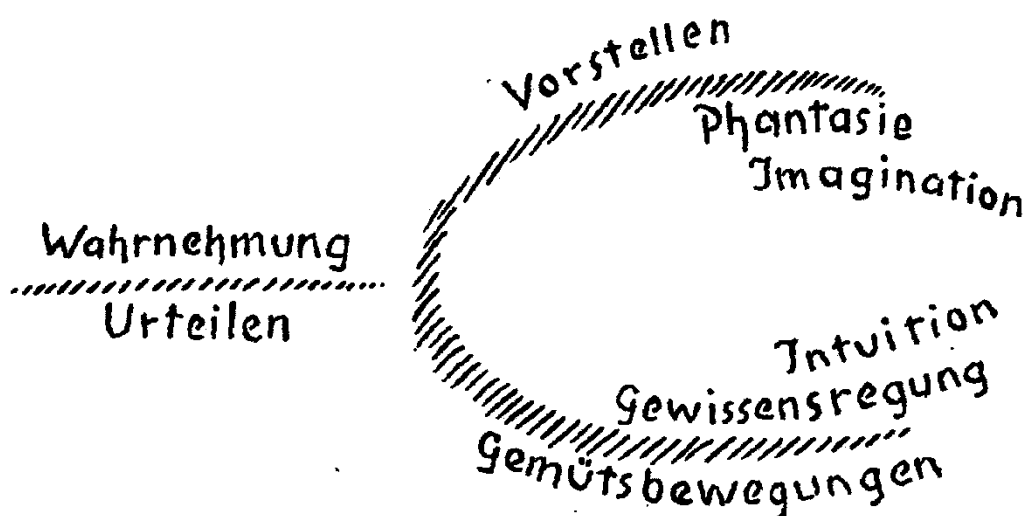 Vorstellen
Phantasie
Imagination
Wahrnehmung
Urteilen
Intuition
Gewissensregung
Gemütsbewegungen